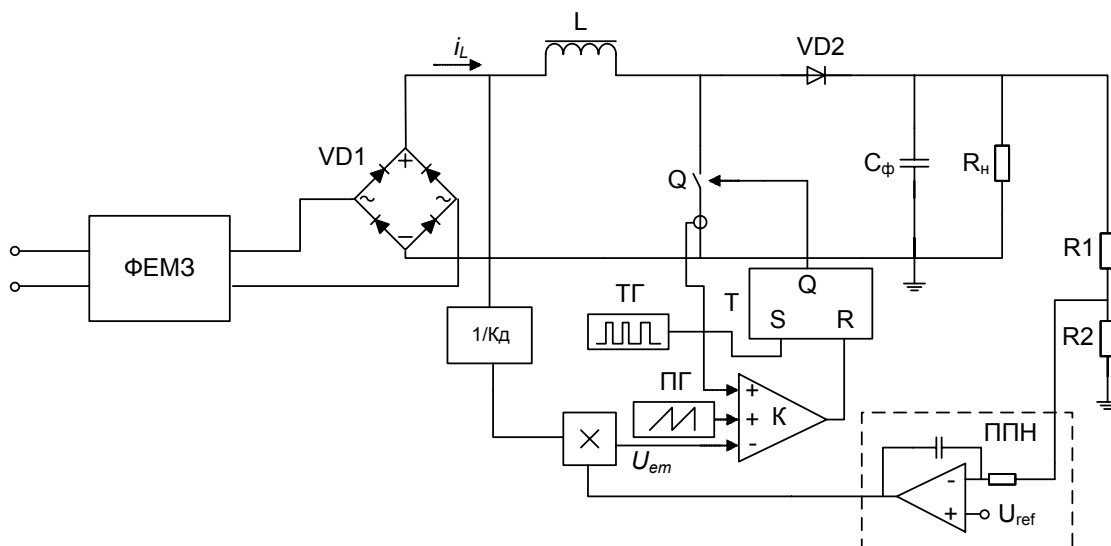 L
i_L
VD2
VD1
+
~
~
−
Q
C_ф
R_н
ФЕМЗ
R1
ТГ
Т
Q
S
R
1/Кд
R2
ПГ
+
+
-
К
×
U_em
ППН
-
+
U_ref